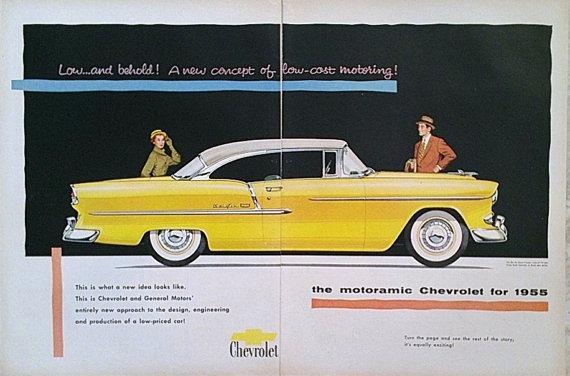 Low...and behold! A new concept of low-cost motoring!
Bel Air
This is what a new idea looks like.
This is Chevrolet and General Motors'
entirely new approach to the design, engineering
and production of a low-priced car!
Chevrolet
the motoramic Chevrolet for 1955
Turn the page and see the rest of the story;
it's equally exciting!